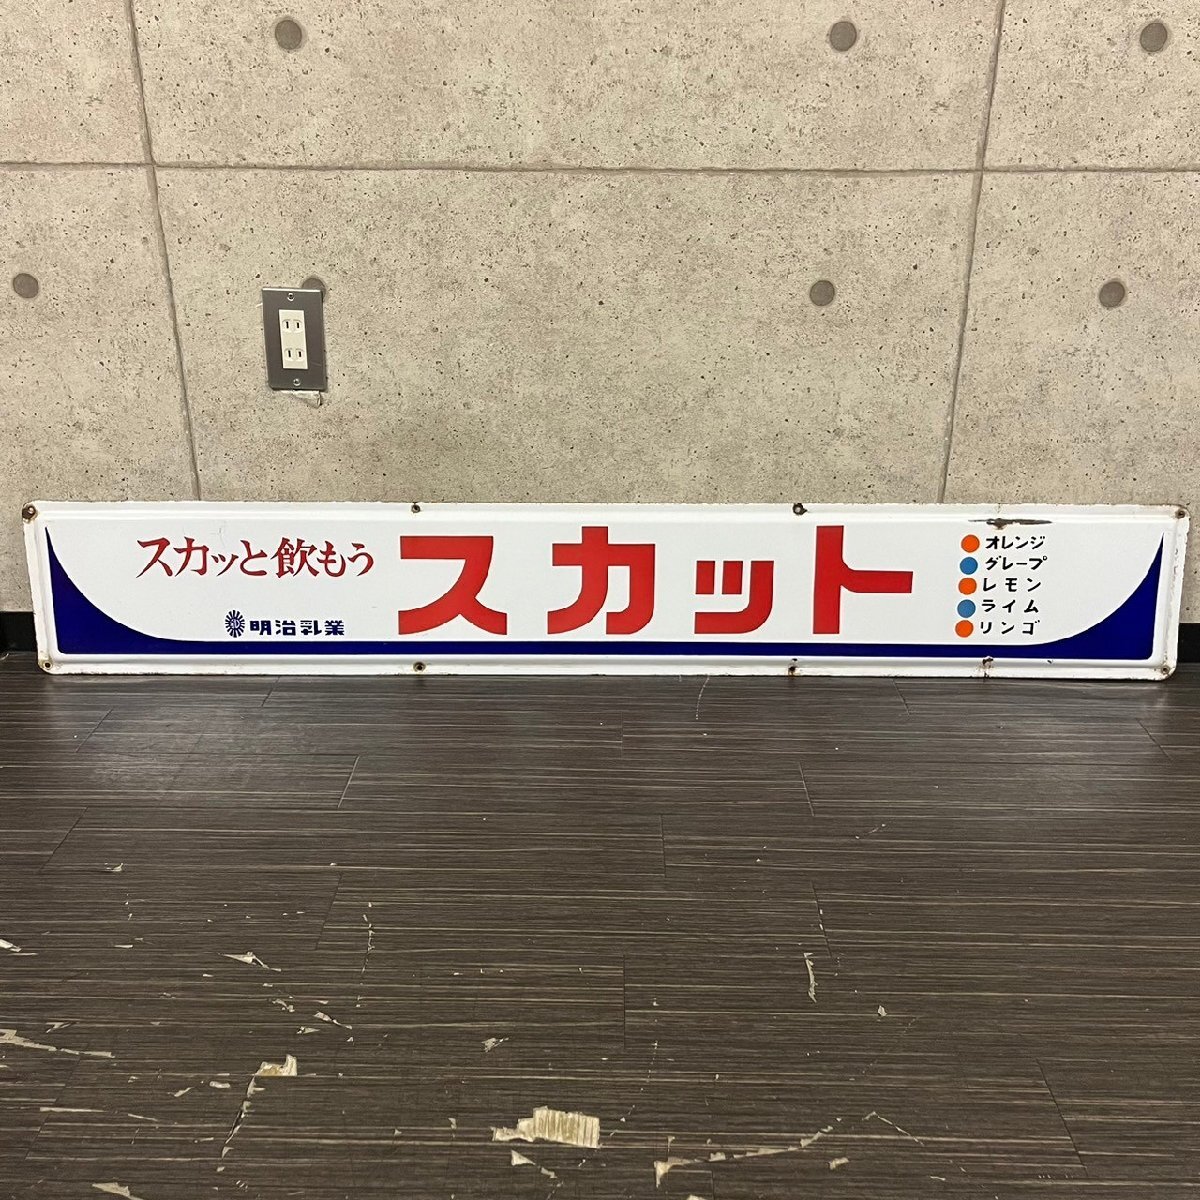 スカッと飲もう
明治乳業
スカット
オレンジ
グレープ
レモン
ライム
リンゴ